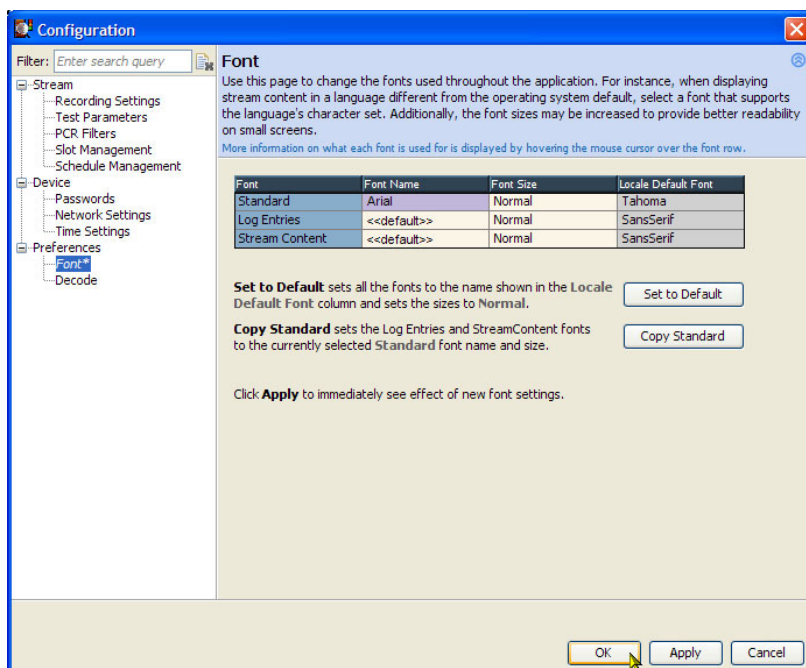 Configuration
Filter: Enter search query
Stream
Recording Settings
Test Parameters
PCR Filters
Slot Management
Schedule Management
Device
Passwords
Network Settings
Time Settings
Preferences
Font*
Decode
Font
Use this page to change the fonts used throughout the application. For instance, when displaying
stream content in a language different from the operating system default, select a font that supports
the language's character set. Additionally, the font sizes may be increased to provide better readability
on small screens.
More information on what each font is used for is displayed by hovering the mouse cursor over the font row.
Font Font Name Font Size Locale Default Font
Standard Arial Normal Tahoma
Log Entries <<default>> Normal SansSerif
Stream Content <<default>> Normal SansSerif
Set to Default sets all the fonts to the name shown in the Locale
Default Font column and sets the sizes to Normal.
Set to Default
Copy Standard sets the Log Entries and StreamContent fonts
to the currently selected Standard font name and size.
Copy Standard
Click Apply to immediately see effect of new font settings.
OK Apply Cancel